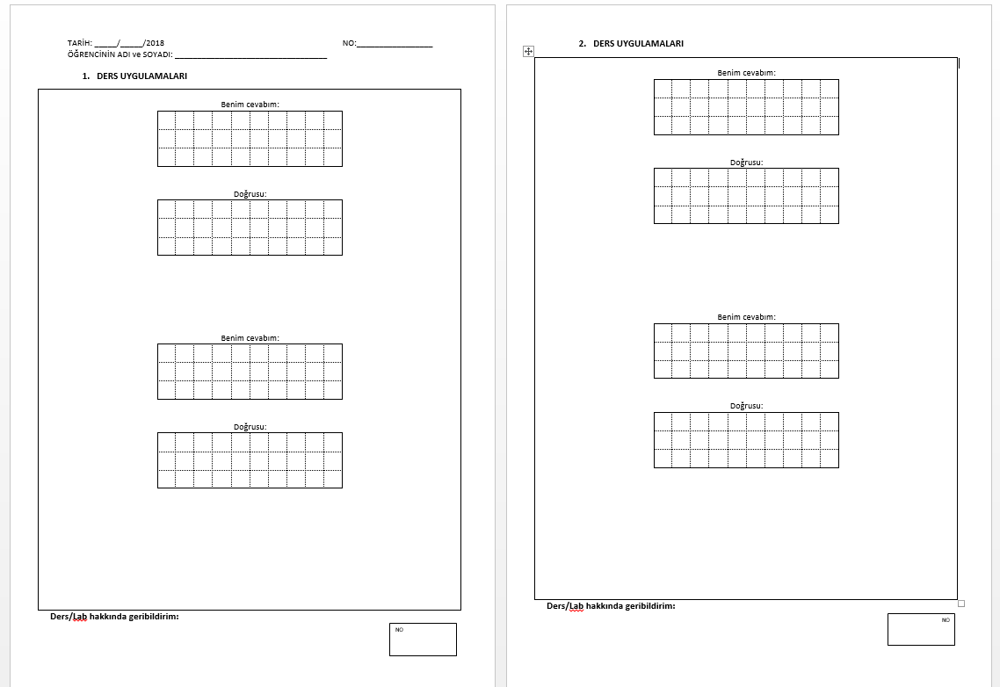 TARİH: _____/_____/2018 NO:_________________
ÖĞRENCİNİN ADI ve SOYADI: __________________________________
1. DERS UYGULAMALARI
Benim cevabım:
Doğrusu:
Benim cevabım:
Doğrusu:
Ders/Lab hakkında geribildirim:
NO
2. DERS UYGULAMALARI
Benim cevabım:
Doğrusu:
Benim cevabım:
Doğrusu:
Ders/Lab hakkında geribildirim:
NO